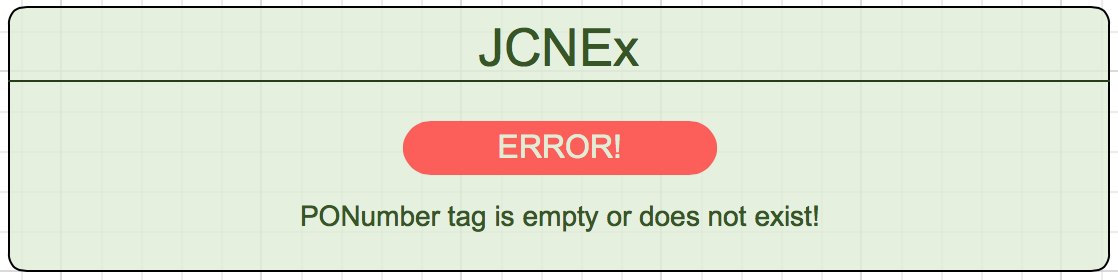 JCNEx
ERROR!
PONumber tag is empty or does not exist!